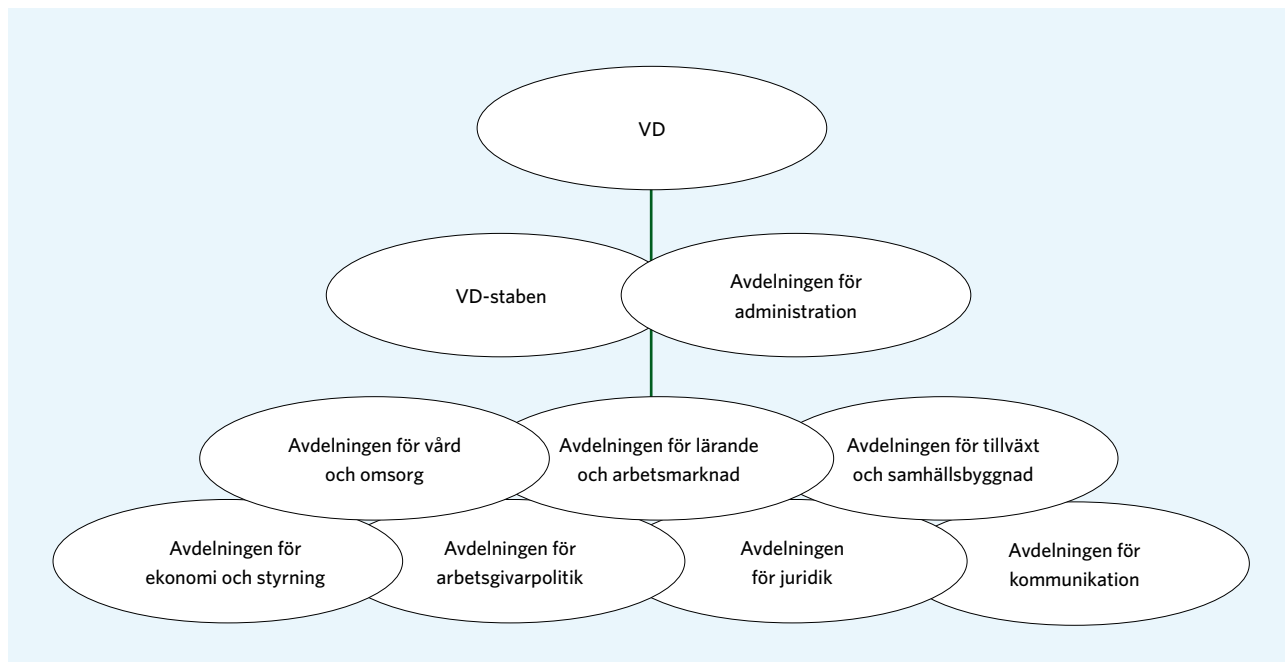 VD
VD-staben
Avdelningen för
administration
Avdelningen för vård
och omsorg
Avdelningen för lärande
och arbetsmarknad
Avdelningen för tillväxt
och samhällsbyggnad
Avdelningen för
ekonomi och styrning
Avdelningen för
arbetsgivarpolitik
Avdelningen
för juridik
Avdelningen för
kommunikation